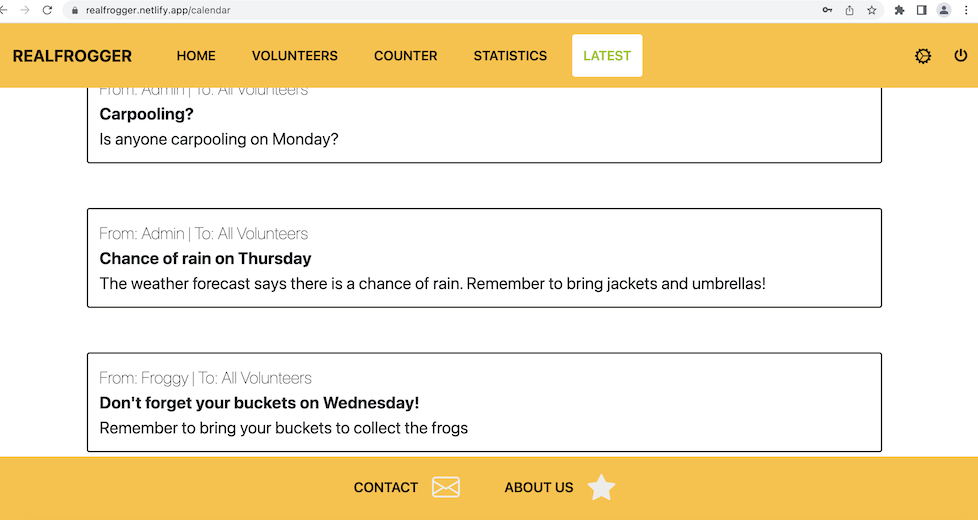 realfrogger.netlify.app/calendar
REALFROGGER HOME VOLUNTEERS COUNTER STATISTICS LATEST
From: Admin | To: All Volunteers
Carpooling?
Is anyone carpooling on Monday?
From: Admin | To: All Volunteers
Chance of rain on Thursday
The weather forecast says there is a chance of rain. Remember to bring jackets and umbrellas!
From: Froggy | To: All Volunteers
Don't forget your buckets on Wednesday!
Remember to bring your buckets to collect the frogs
CONTACT ABOUT US